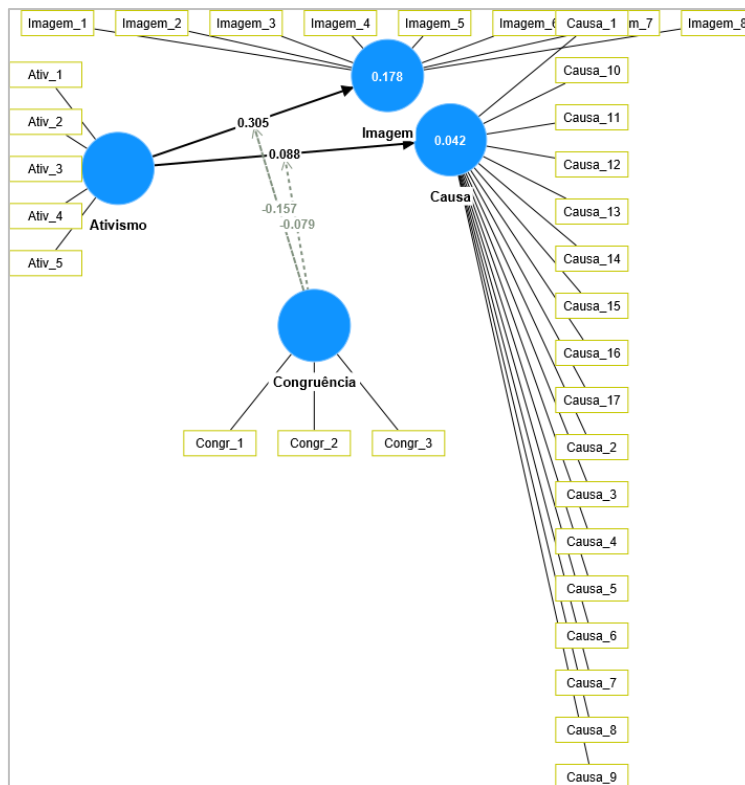 Imagem_1
Imagem_2
Imagem_3
Imagem_4
Imagem_5
Imagem_6
Causa_1
m_7
Imagem_8
0.178
Ativ_1
Ativ_2
Ativ_3
Ativ_4
Ativ_5
Ativismo
0.305
0.088
Imagem
0.042
Causa
-0.157
-0.079
Congruência
Congr_1
Congr_2
Congr_3
Causa_10
Causa_11
Causa_12
Causa_13
Causa_14
Causa_15
Causa_16
Causa_17
Causa_2
Causa_3
Causa_4
Causa_5
Causa_6
Causa_7
Causa_8
Causa_9